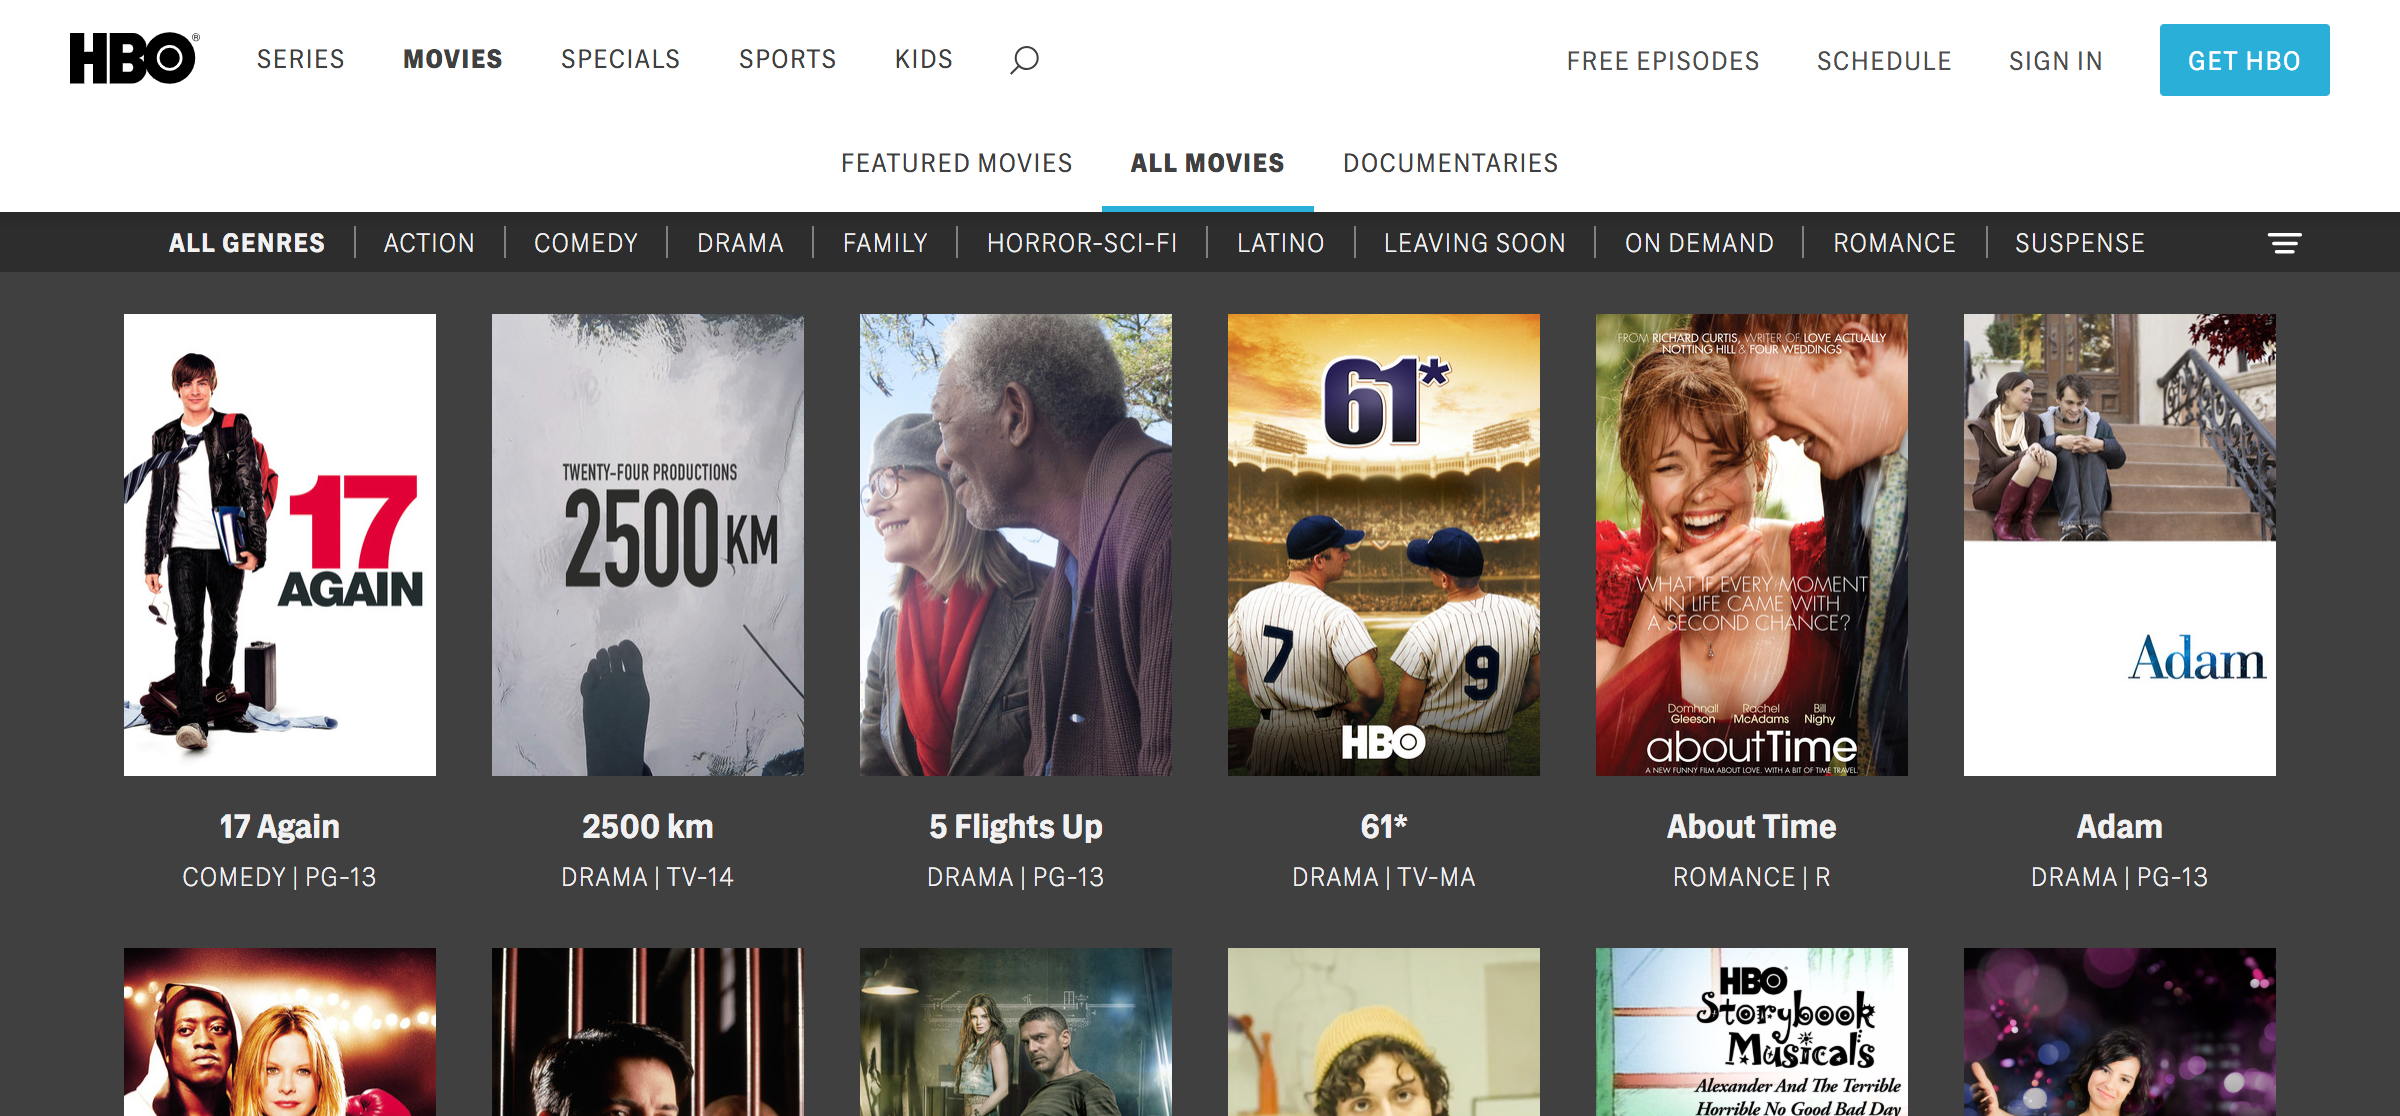 HBO®
SERIES
MOVIES
SPECIALS
SPORTS
KIDS
FREE EPISODES
SCHEDULE
SIGN IN
GET HBO
FEATURED MOVIES
ALL MOVIES
DOCUMENTARIES
ALL GENRES
ACTION
COMEDY
DRAMA
FAMILY
HORROR-SCI-FI
LATINO
LEAVING SOON
ON DEMAND
ROMANCE
SUSPENSE
17
AGAIN
TWENTY-FOUR PRODUCTIONS
2500 KM
61*
7
9
HBO
FROM RICHARD CURTIS, WRITER OF LOVE ACTUALLY
NOTTING HILL & FOUR WEDDINGS
WHAT IF EVERY MOMENT
IN LIFE CAME WITH
A SECOND CHANCE?
Domhnall Gleeson
Rachel McAdams
Bill Nighy
aboutTime
A NEW FUNNY FILM ABOUT LOVE. WITH A BIT OF TIME TRAVEL.
Adam
17 Again
COMEDY | PG-13
2500 km
DRAMA | TV-14
5 Flights Up
DRAMA | PG-13
61*
DRAMA | TV-MA
About Time
ROMANCE | R
Adam
DRAMA | PG-13
HBO
Storybook
Musicals
Alexander And The Terrible
Horrible No Good Bad Day